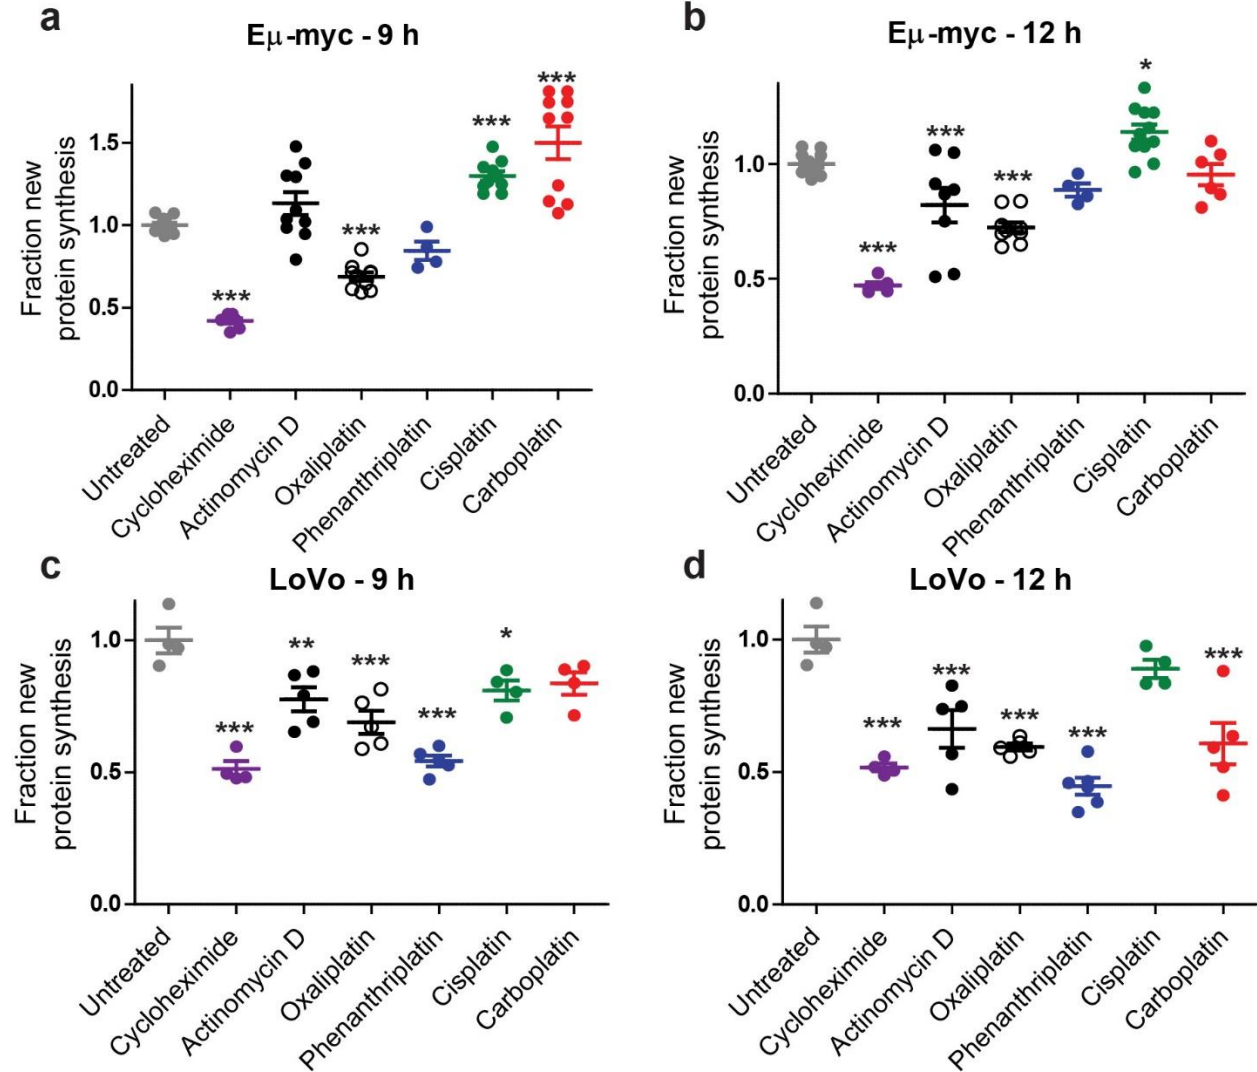 a
Eμ-myc - 9 h
Fraction new
protein synthesis
1.5
1.0
0.5
0.0
***
***
***
***
Untreated
Cycloheximide
Actinomycin D
Oxaliplatin
Phenanthriplatin
Cisplatin
Carboplatin
b
Eμ-myc - 12 h
Fraction new
protein synthesis
1.0
0.5
0.0
***
***
***
*
Untreated
Cycloheximide
Actinomycin D
Oxaliplatin
Phenanthriplatin
Cisplatin
Carboplatin
c
LoVo - 9 h
Fraction new
protein synthesis
1.0
0.5
0.0
***
**
***
***
*
Untreated
Cycloheximide
Actinomycin D
Oxaliplatin
Phenanthriplatin
Cisplatin
Carboplatin
d
LoVo - 12 h
Fraction new
protein synthesis
1.0
0.5
0.0
***
***
***
***
***
Untreated
Cycloheximide
Actinomycin D
Oxaliplatin
Phenanthriplatin
Cisplatin
Carboplatin